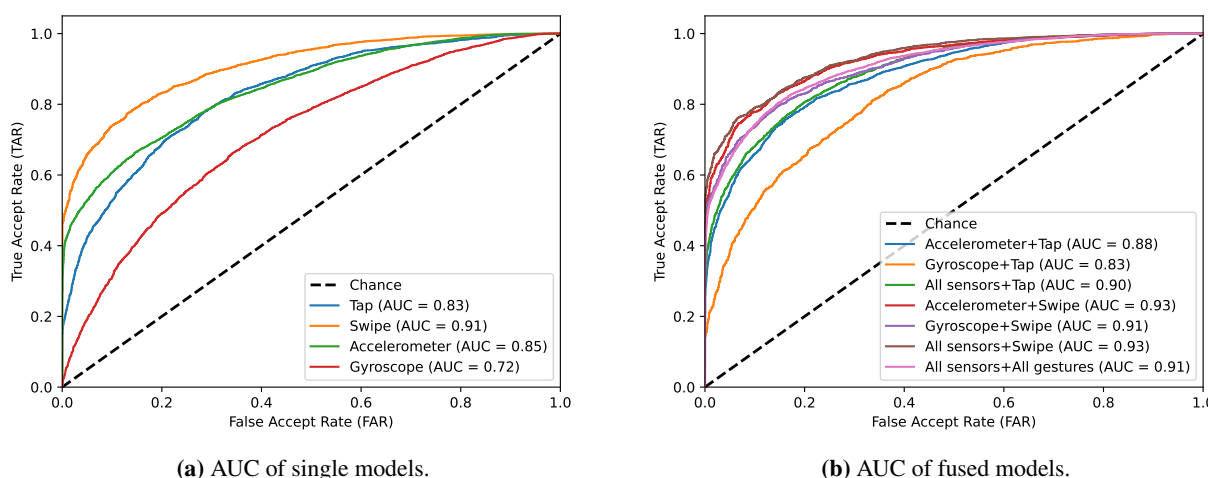 1.0
0.8
0.6
0.4
0.2
0.0
True Accept Rate (TAR)
Chance
Tap (AUC = 0.83)
Swipe (AUC = 0.91)
Accelerometer (AUC = 0.85)
Gyroscope (AUC = 0.72)
0.0 0.2 0.4 0.6 0.8 1.0
False Accept Rate (FAR)
(a) AUC of single models.
1.0
0.8
0.6
0.4
0.2
0.0
True Accept Rate (TAR)
Chance
Accelerometer+Tap (AUC = 0.88)
Gyroscope+Tap (AUC = 0.83)
All sensors+Tap (AUC = 0.90)
Accelerometer+Swipe (AUC = 0.93)
Gyroscope+Swipe (AUC = 0.91)
All sensors+Swipe (AUC = 0.93)
All sensors+All gestures (AUC = 0.91)
0.0 0.2 0.4 0.6 0.8 1.0
False Accept Rate (FAR)
(b) AUC of fused models.